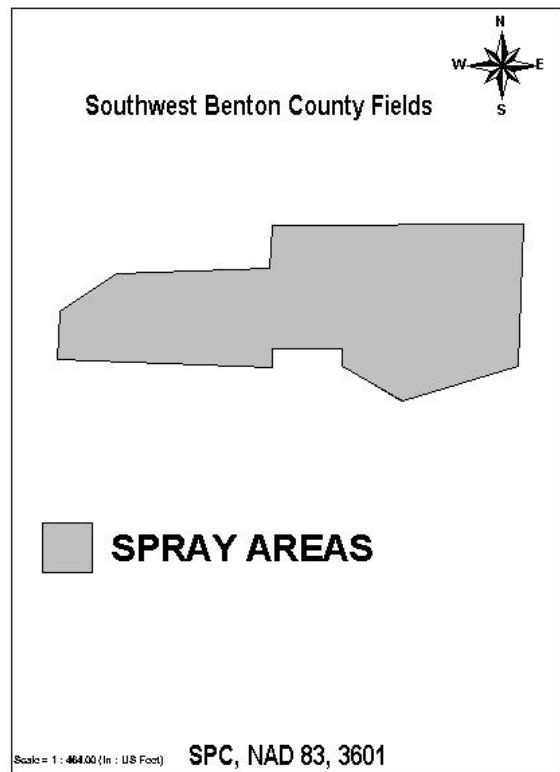 N
W E
S
Southwest Benton County Fields
SPRAY AREAS
Scale = 1 : 464.00 (In : US Feet)
SPC, NAD 83, 3601